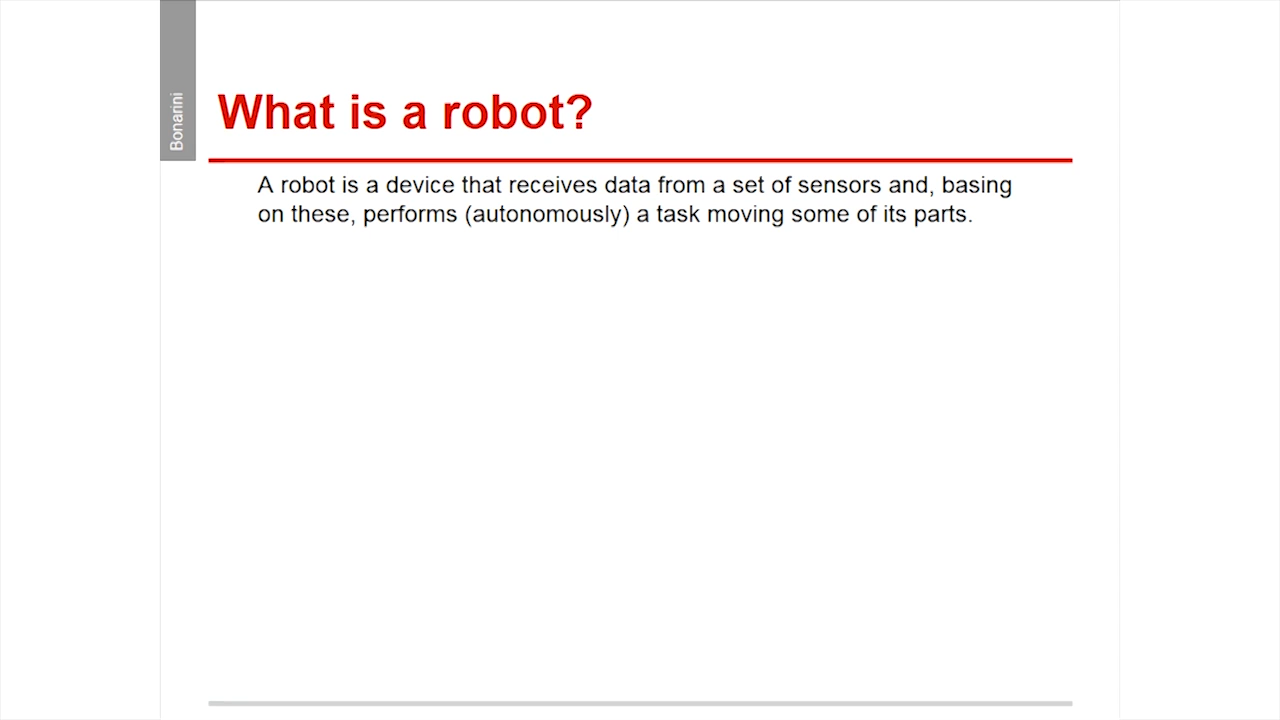 Bonarini
What is a robot?
A robot is a device that receives data from a set of sensors and, basing
on these, performs (autonomously) a task moving some of its parts.